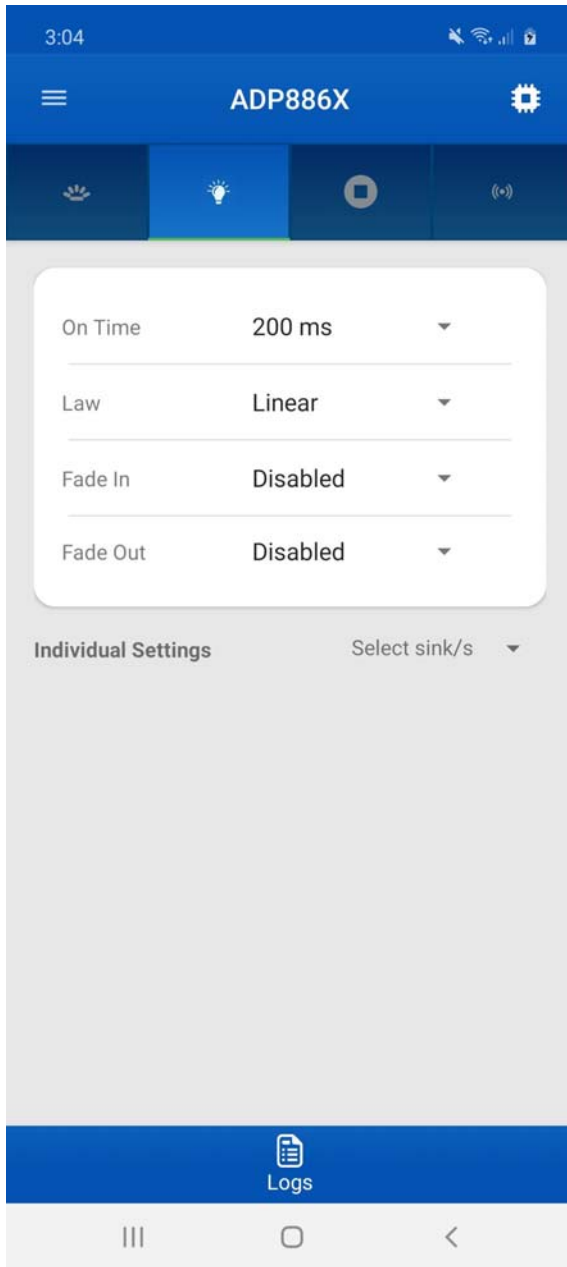 3:04
ADP886X
On Time 200 ms
Law Linear
Fade In Disabled
Fade Out Disabled
Individual Settings Select sink/s
Logs